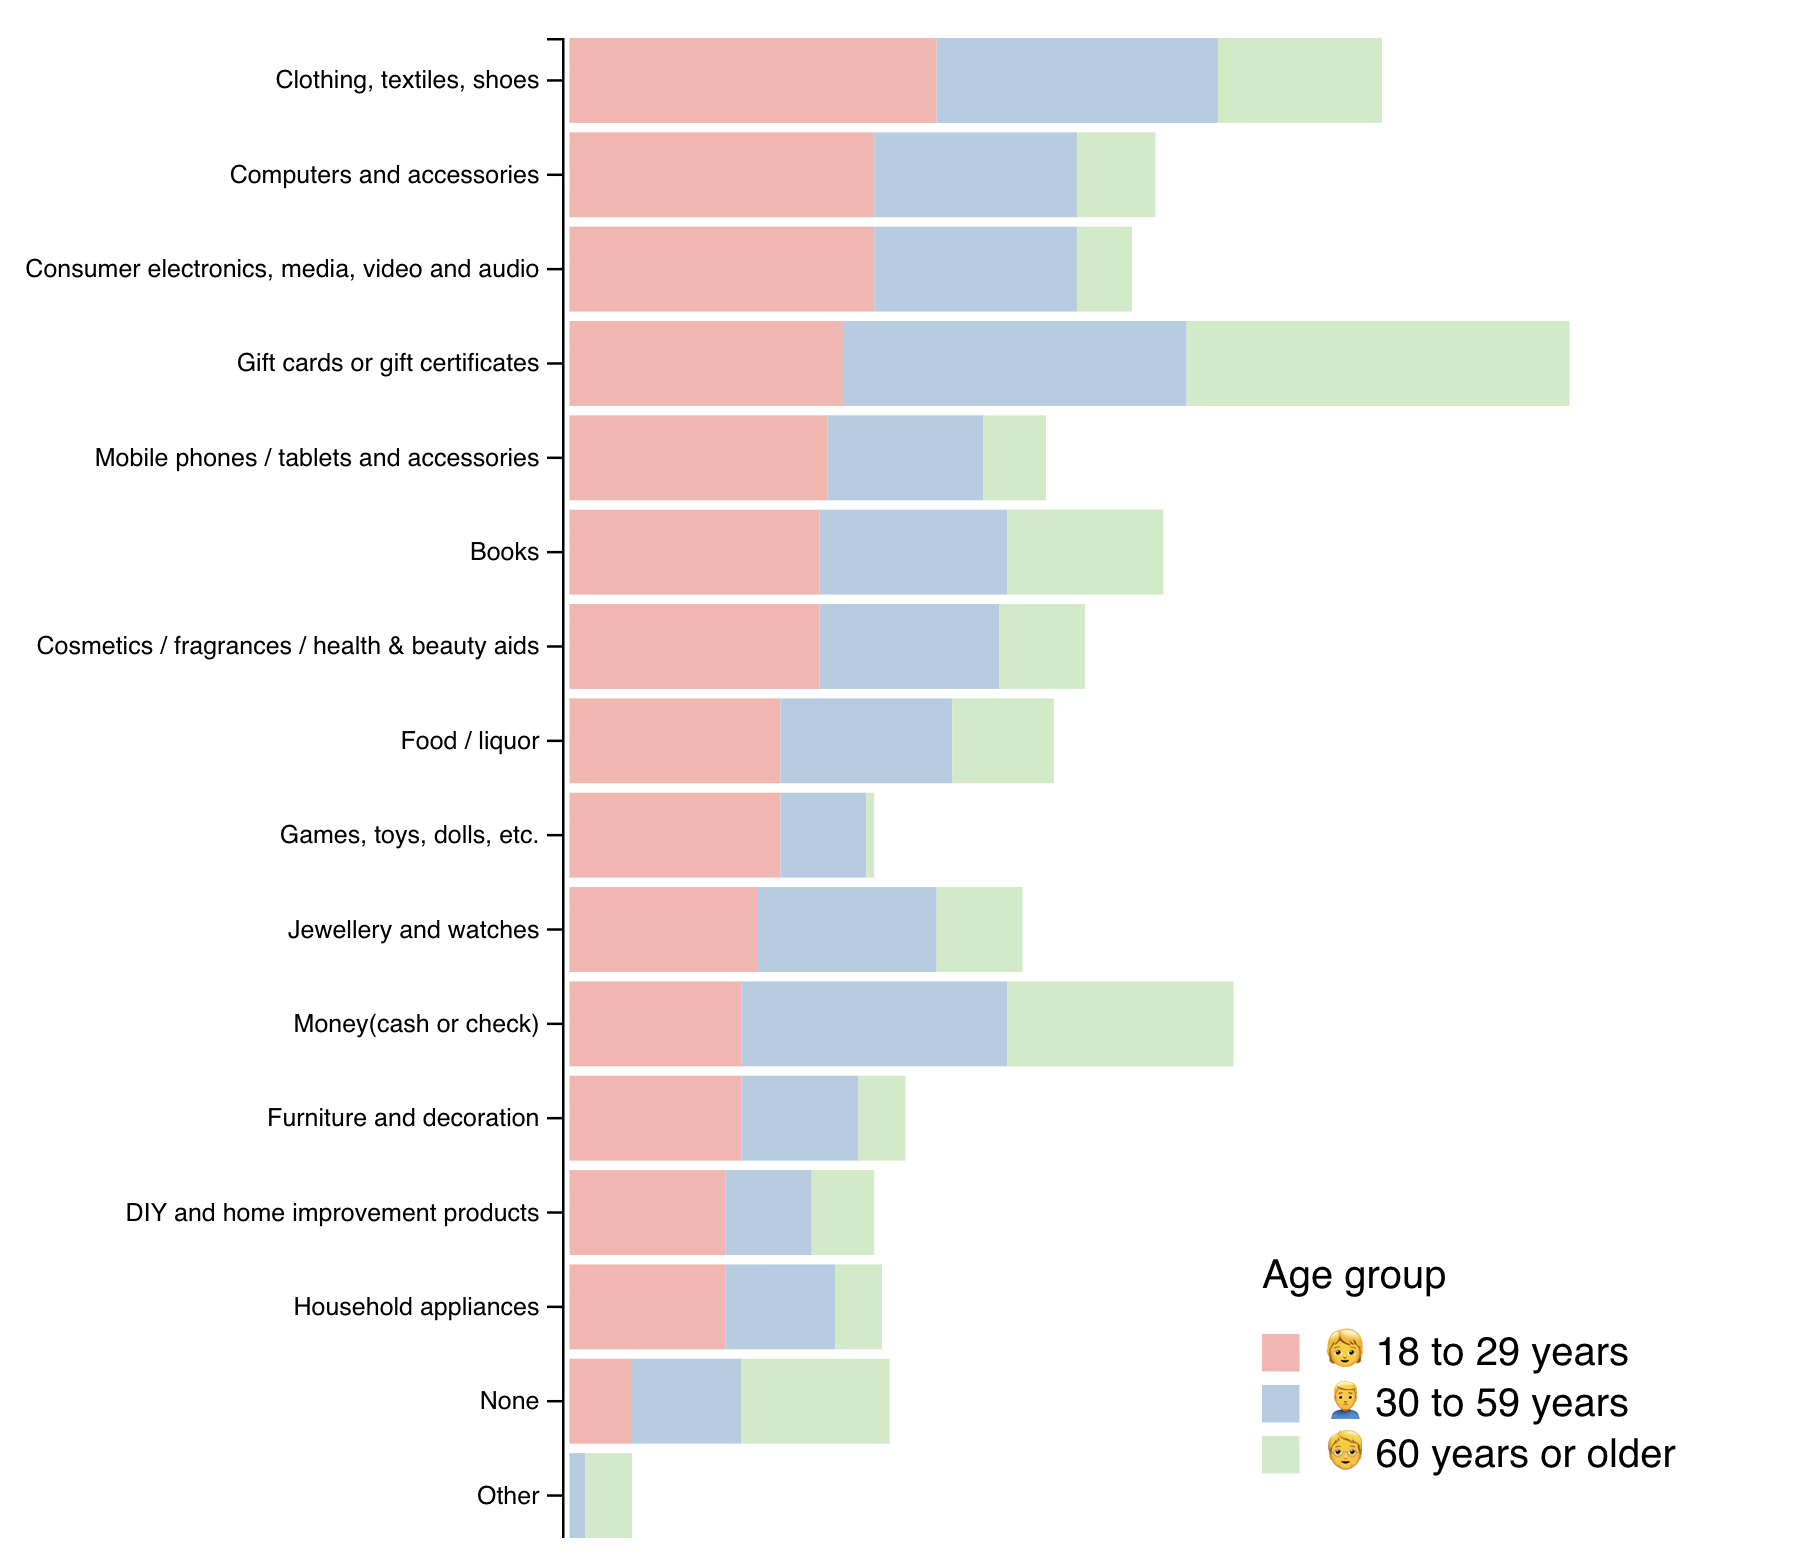 Clothing, textiles, shoes
Computers and accessories
Consumer electronics, media, video and audio
Gift cards or gift certificates
Mobile phones / tablets and accessories
Books
Cosmetics / fragrances / health & beauty aids
Food / liquor
Games, toys, dolls, etc.
Jewellery and watches
Money(cash or check)
Furniture and decoration
DIY and home improvement products
Household appliances
None
Other
Age group
18 to 29 years
30 to 59 years
60 years or older